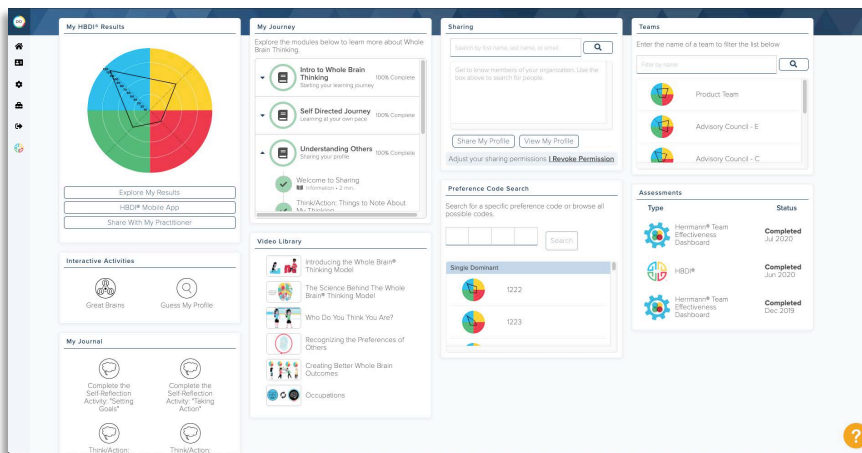 My HBDI® Results
Explore My Results
HBDI® Mobile App
Share With My Practitioner
Interactive Activities
Great Brains
Guess My Profile
My Journal
Complete the
Self-Reflection
Activity: "Setting
Goals"
Complete the
Self-Reflection
Activity: "Taking
Action"
Think/Action:
Think/Action:
My Journey
Explore the modules below to learn more about Whole
Brain Thinking.
Intro to Whole Brain
Thinking
Starting your learning journey
100% Complete
Self Directed Journey
Learning at your own pace
100% Complete
Understanding Others
Sharing your profile
100% Complete
Welcome to Sharing
Information • 2 min.
Think/Action: Things to Note About
My Thinking
Video Library
Introducing the Whole Brain®
Thinking Model
The Science Behind The Whole
Brain® Thinking Model
Who Do You Think You Are?
Recognizing the Preferences of
Others
Creating Better Whole Brain
Outcomes
Occupations
Sharing
Search by first name, last name, or email
Get to know members of your organization. Use the
box above to search for people.
Share My Profile
View My Profile
Adjust your sharing permissions | Revoke Permission
Preference Code Search
Search for a specific preference code or browse all
possible codes.
Search
Single Dominant
1222
1223
Teams
Enter the name of a team to filter the list below
Filter by name
Product Team
Advisory Council - E
Advisory Council - C
Assessments
Type
Status
Herrmann® Team
Effectiveness
Dashboard
Completed
Jul 2020
HBDI®
Completed
Jun 2020
Herrmann® Team
Effectiveness
Dashboard
Completed
Dec 2019
?